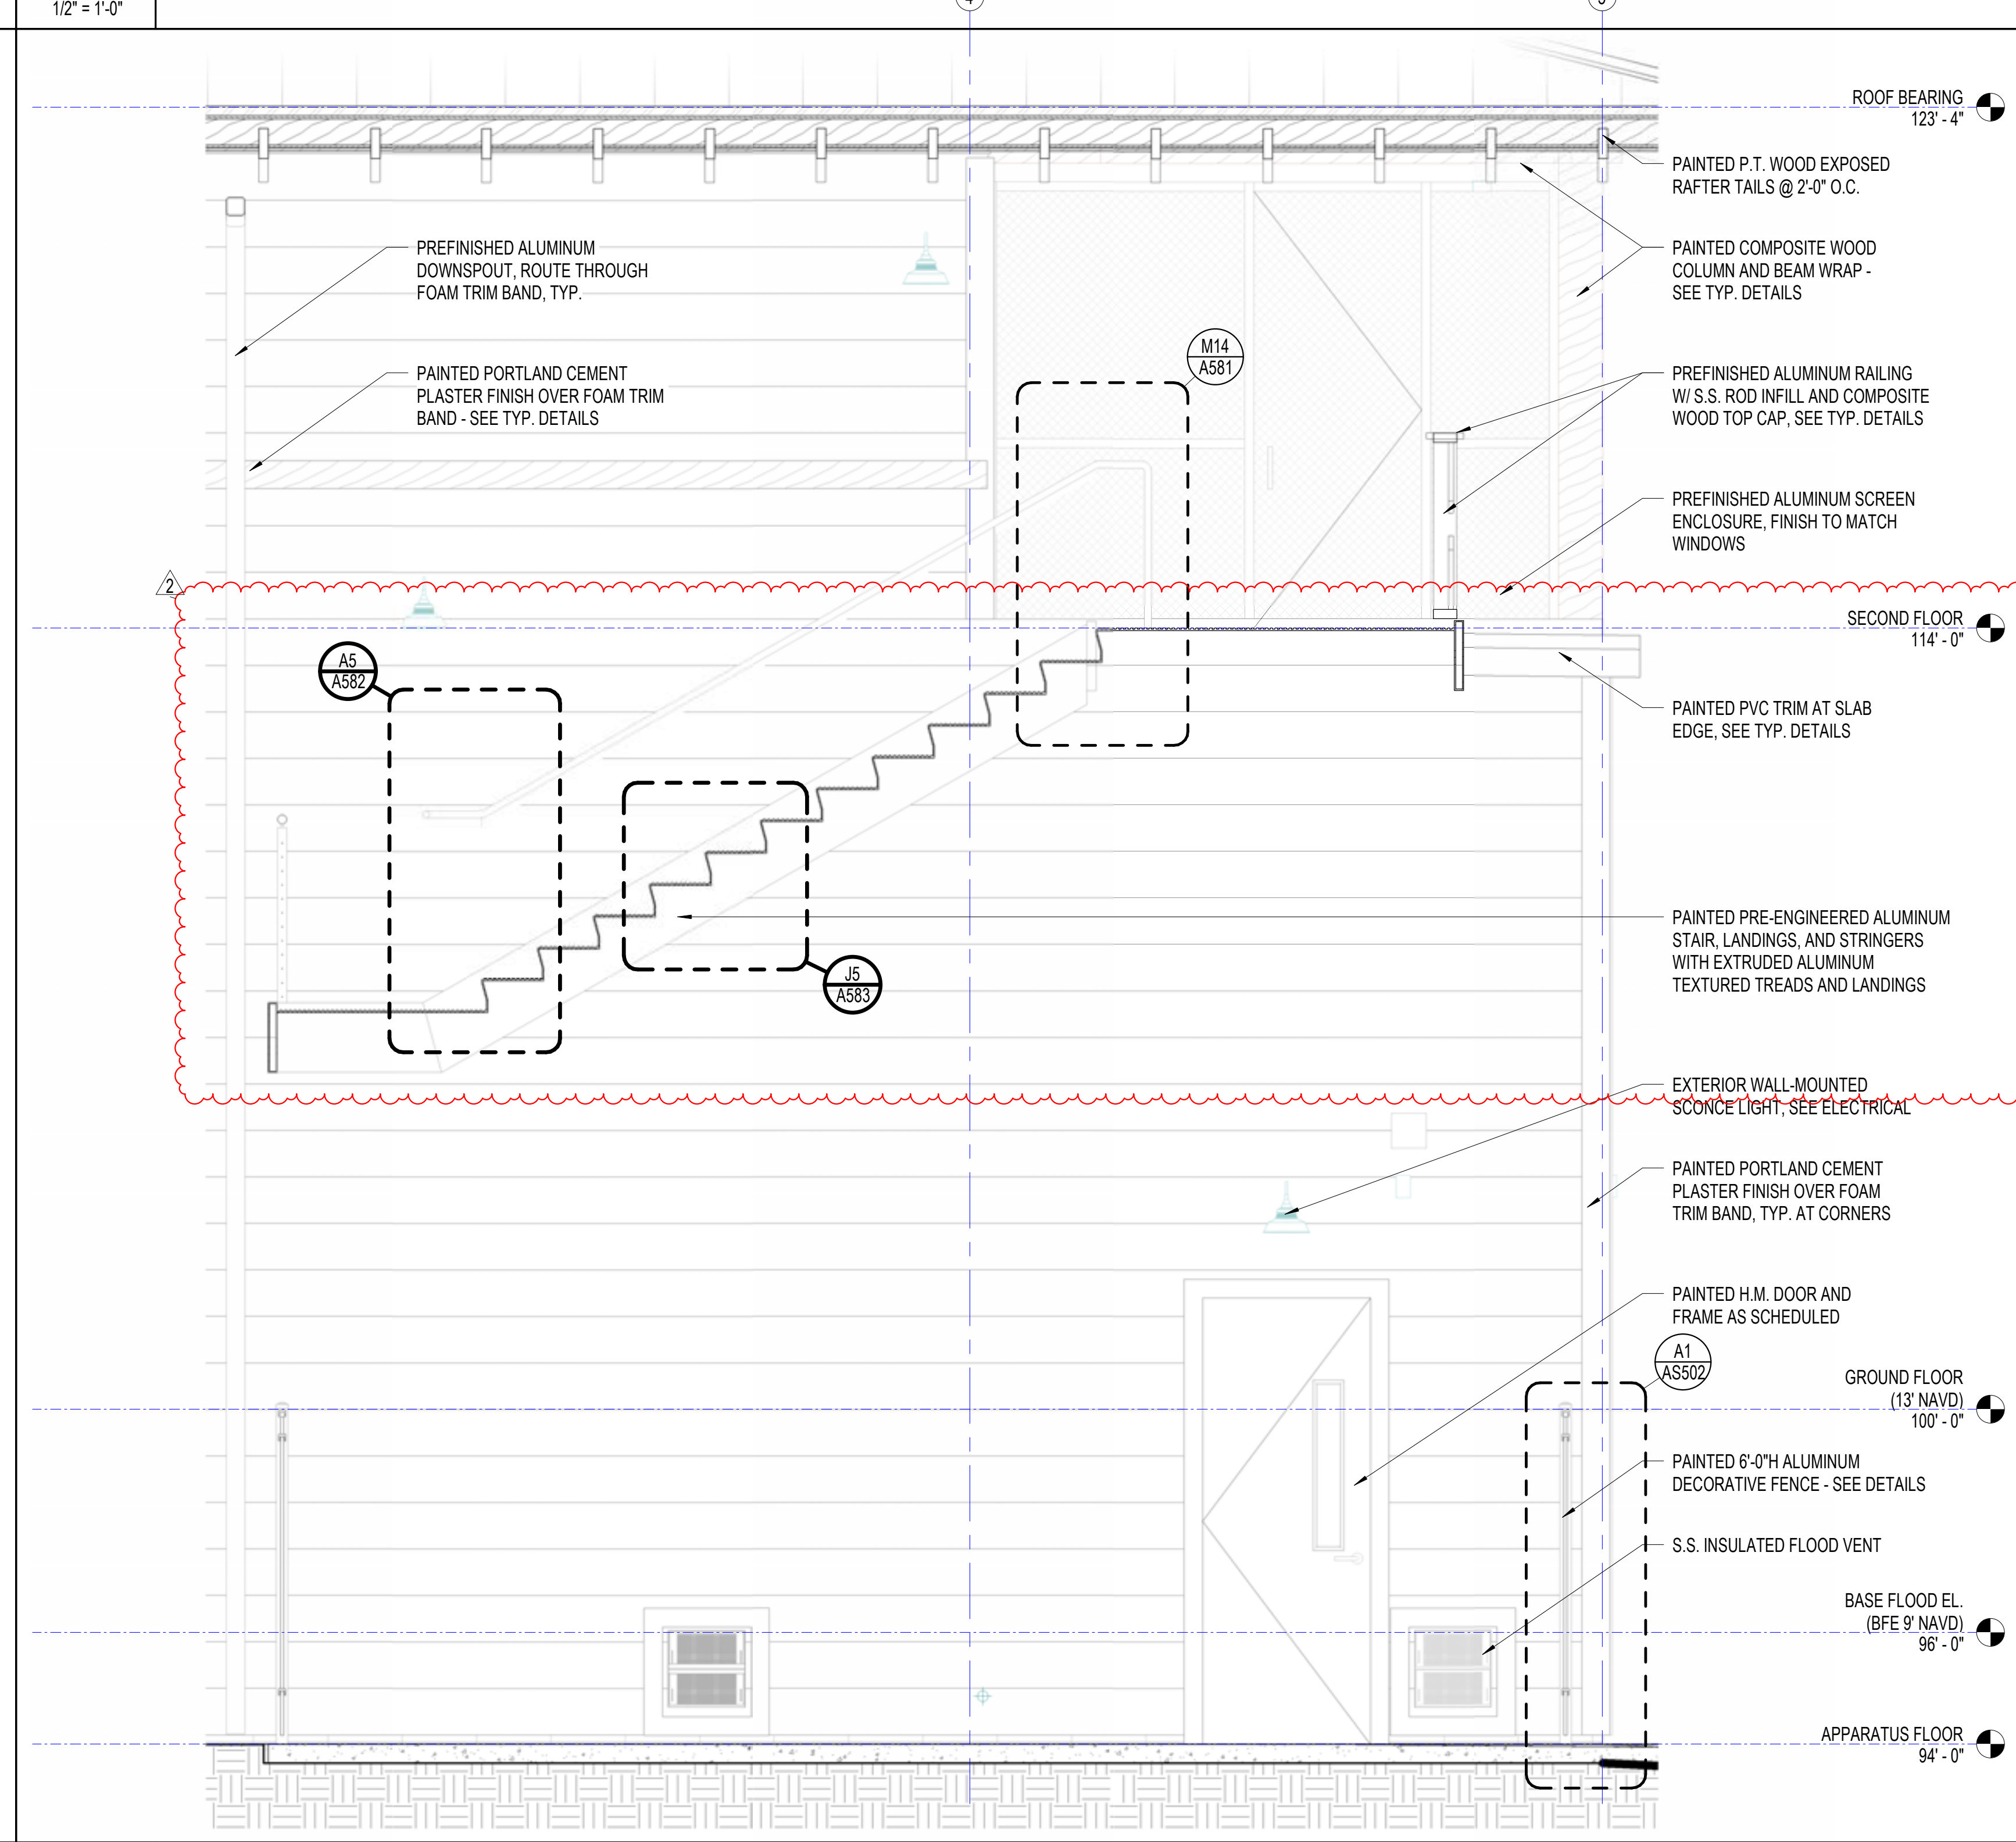 1/2" = 1'-0"
ROOF BEARING
123' - 4"
PAINTED P.T. WOOD EXPOSED
RAFTER TAILS @ 2'-0" O.C.
PREFINISHED ALUMINUM
DOWNSPOUT, ROUTE THROUGH
FOAM TRIM BAND, TYP.
PAINTED COMPOSITE WOOD
COLUMN AND BEAM WRAP -
SEE TYP. DETAILS
M14
A581
PAINTED PORTLAND CEMENT
PLASTER FINISH OVER FOAM TRIM
BAND - SEE TYP. DETAILS
PREFINISHED ALUMINUM RAILING
W/ S.S. ROD INFILL AND COMPOSITE
WOOD TOP CAP, SEE TYP. DETAILS
PREFINISHED ALUMINUM SCREEN
ENCLOSURE, FINISH TO MATCH
WINDOWS
2
SECOND FLOOR
114' - 0"
A5
A582
PAINTED PVC TRIM AT SLAB
EDGE, SEE TYP. DETAILS
PAINTED PRE-ENGINEERED ALUMINUM
STAIR, LANDINGS, AND STRINGERS
WITH EXTRUDED ALUMINUM
TEXTURED TREADS AND LANDINGS
J5
A583
EXTERIOR WALL-MOUNTED
SCONCE LIGHT, SEE ELECTRICAL
PAINTED PORTLAND CEMENT
PLASTER FINISH OVER FOAM
TRIM BAND, TYP. AT CORNERS
PAINTED H.M. DOOR AND
FRAME AS SCHEDULED
A1
AS502
GROUND FLOOR
(13' NAVD)
100' - 0"
PAINTED 6'-0"H ALUMINUM
DECORATIVE FENCE - SEE DETAILS
S.S. INSULATED FLOOD VENT
BASE FLOOD EL.
(BFE 9' NAVD)
96' - 0"
APPARATUS FLOOR
94' - 0"